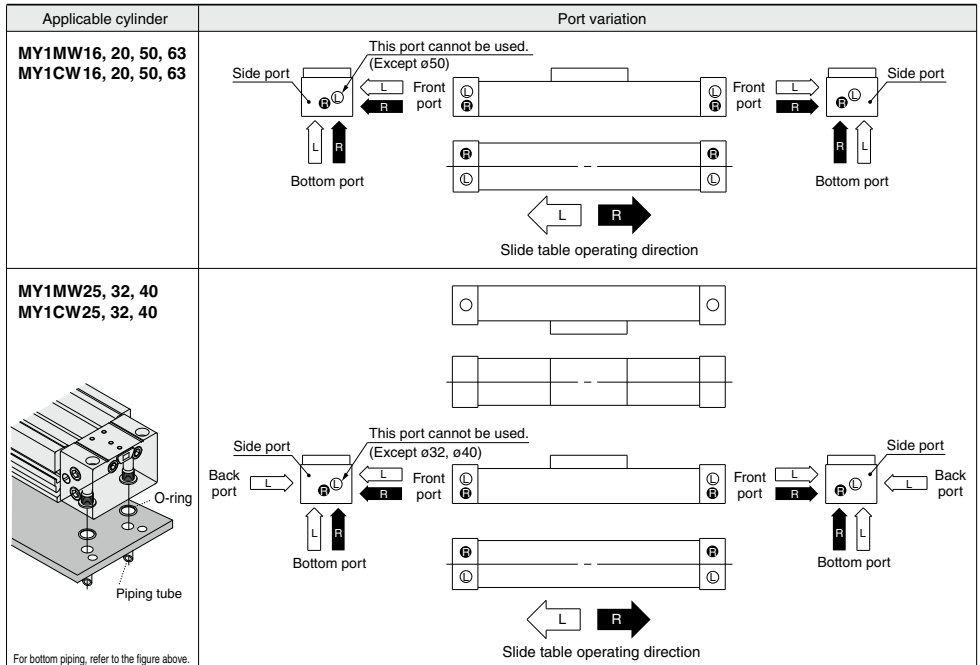 Applicable cylinder
Port variation
MY1MW16, 20, 50, 63
MY1CW16, 20, 50, 63
This port cannot be used.
(Except ø50)
Side port
L
R
L
R
Front
port
L
R
L
R
Front
port
L
R
R
L
Side port
L
R
R
L
Bottom port
R
L
R
L
Bottom port
L
R
Slide table operating direction
MY1MW25, 32, 40
MY1CW25, 32, 40
O-ring
Piping tube
For bottom piping, refer to the figure above.
This port cannot be used.
(Except ø32, ø40)
Side port
Back
port
L
R
L
L
R
Front
port
L
R
L
R
Front
port
L
R
R
L
Side port
L
Back
port
L
R
R
L
Bottom port
R
L
R
L
Bottom port
L
R
Slide table operating direction